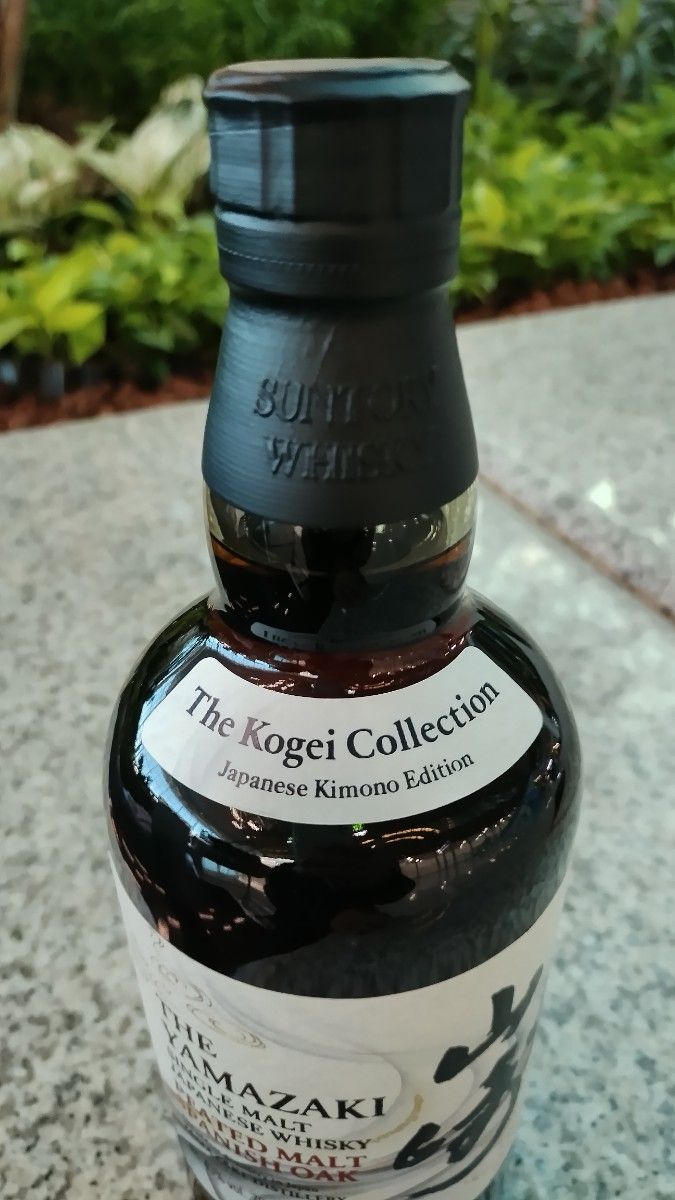 SUNTORY
WHISKY
The Kogei Collection
Japanese Kimono Edition
THE
YAMAZAKI
SINGLE MALT
JAPANESE WHISKY
PEATED MALT
SPANISH OAK
DISTILLERY
山崎